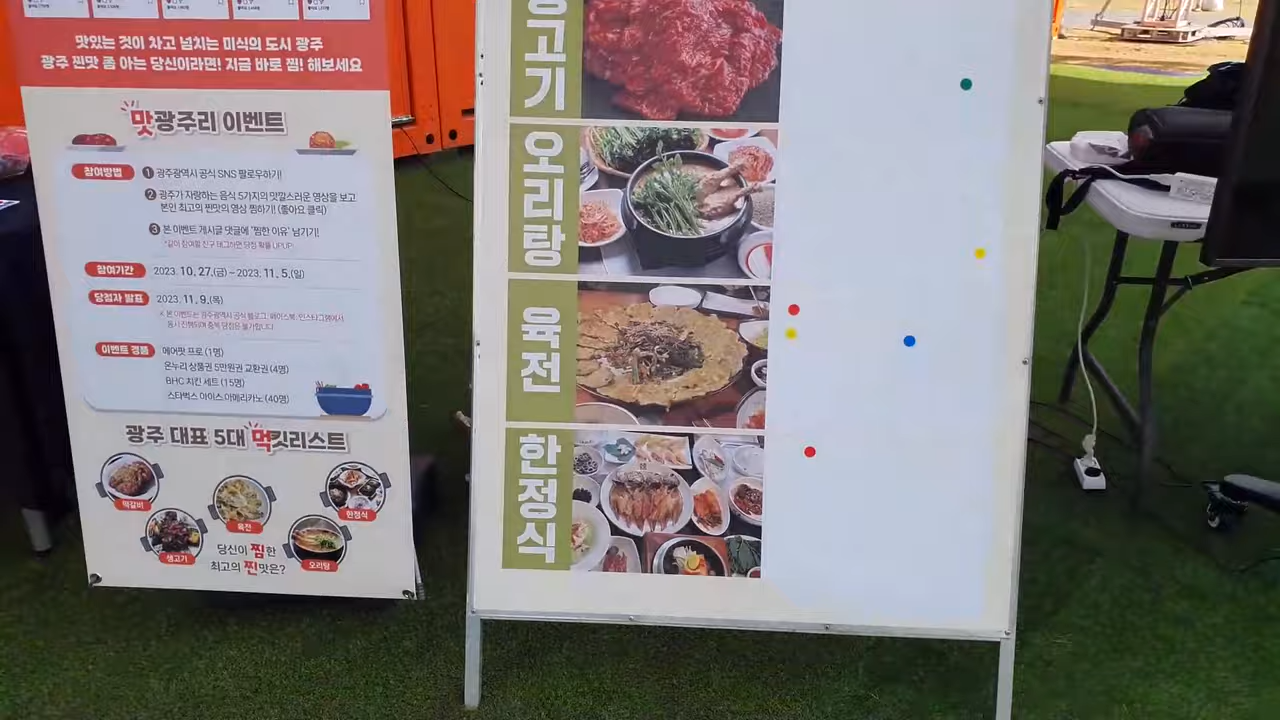 맛있는 것이 차고 넘치는 미식의 도시 광주
광주 찐맛 좀 아는 당신이라면! 지금 바로 찜! 해보세요
맛광주리 이벤트
참여방법
1 광주광역시 공식 SNS 팔로우하기!
2 광주가 자랑하는 음식 5가지의 맛깔스러운 영상을 보고
본인 최고의 찐맛의 영상 찜하기! (좋아요 클릭)
3 본 이벤트 게시글 댓글에 '찜한 이유' 남기기!
*같이 참여할 친구 태그하면 당첨 확률 UP UP!
참여기간
2023. 10. 27.(금) ~ 2023. 11. 5.(일)
당첨자 발표
2023. 11. 9.(목)
※ 본 이벤트는 광주광역시 공식 블로그, 페이스북, 인스타그램에서
동시 진행되며 중복 당첨은 불가합니다
이벤트 경품
에어팟 프로 (1명)
온누리 상품권 5만원권 교환권 (4명)
BHC 치킨 세트 (15명)
스타벅스 아이스 아메리카노 (40명)
광주 대표 5대 먹킷리스트
떡갈비
육전
한정식
생고기
오리탕
당신이 찜한
최고의 찐맛은?
고기
오리탕
육전
한정식